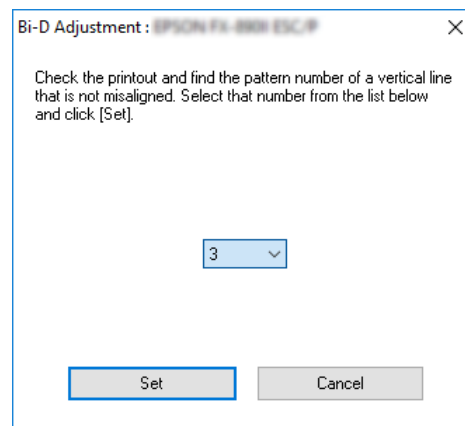 Bi-D Adjustment :
Check the printout and find the pattern number of a vertical line
that is not misaligned. Select that number from the list below
and click [Set].
3
Set
Cancel